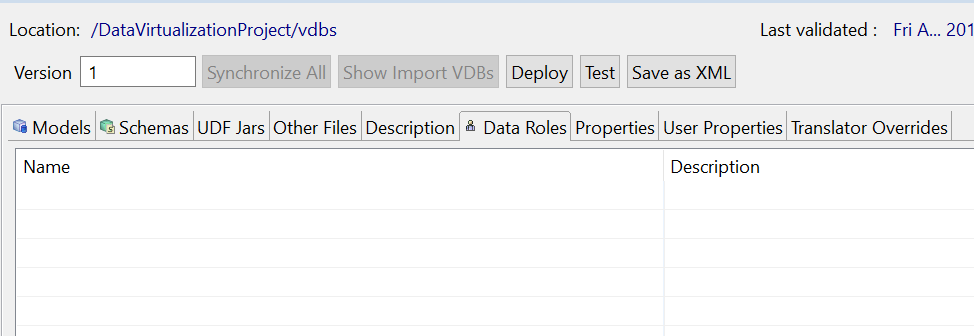 Location: /DataVirtualizationProject/vdbs Last validated : Fri A... 201
Version 1 Synchronize All Show Import VDBs Deploy Test Save as XML
Models Schemas UDF Jars Other Files Description Data Roles Properties User Properties Translator Overrides
Name Description